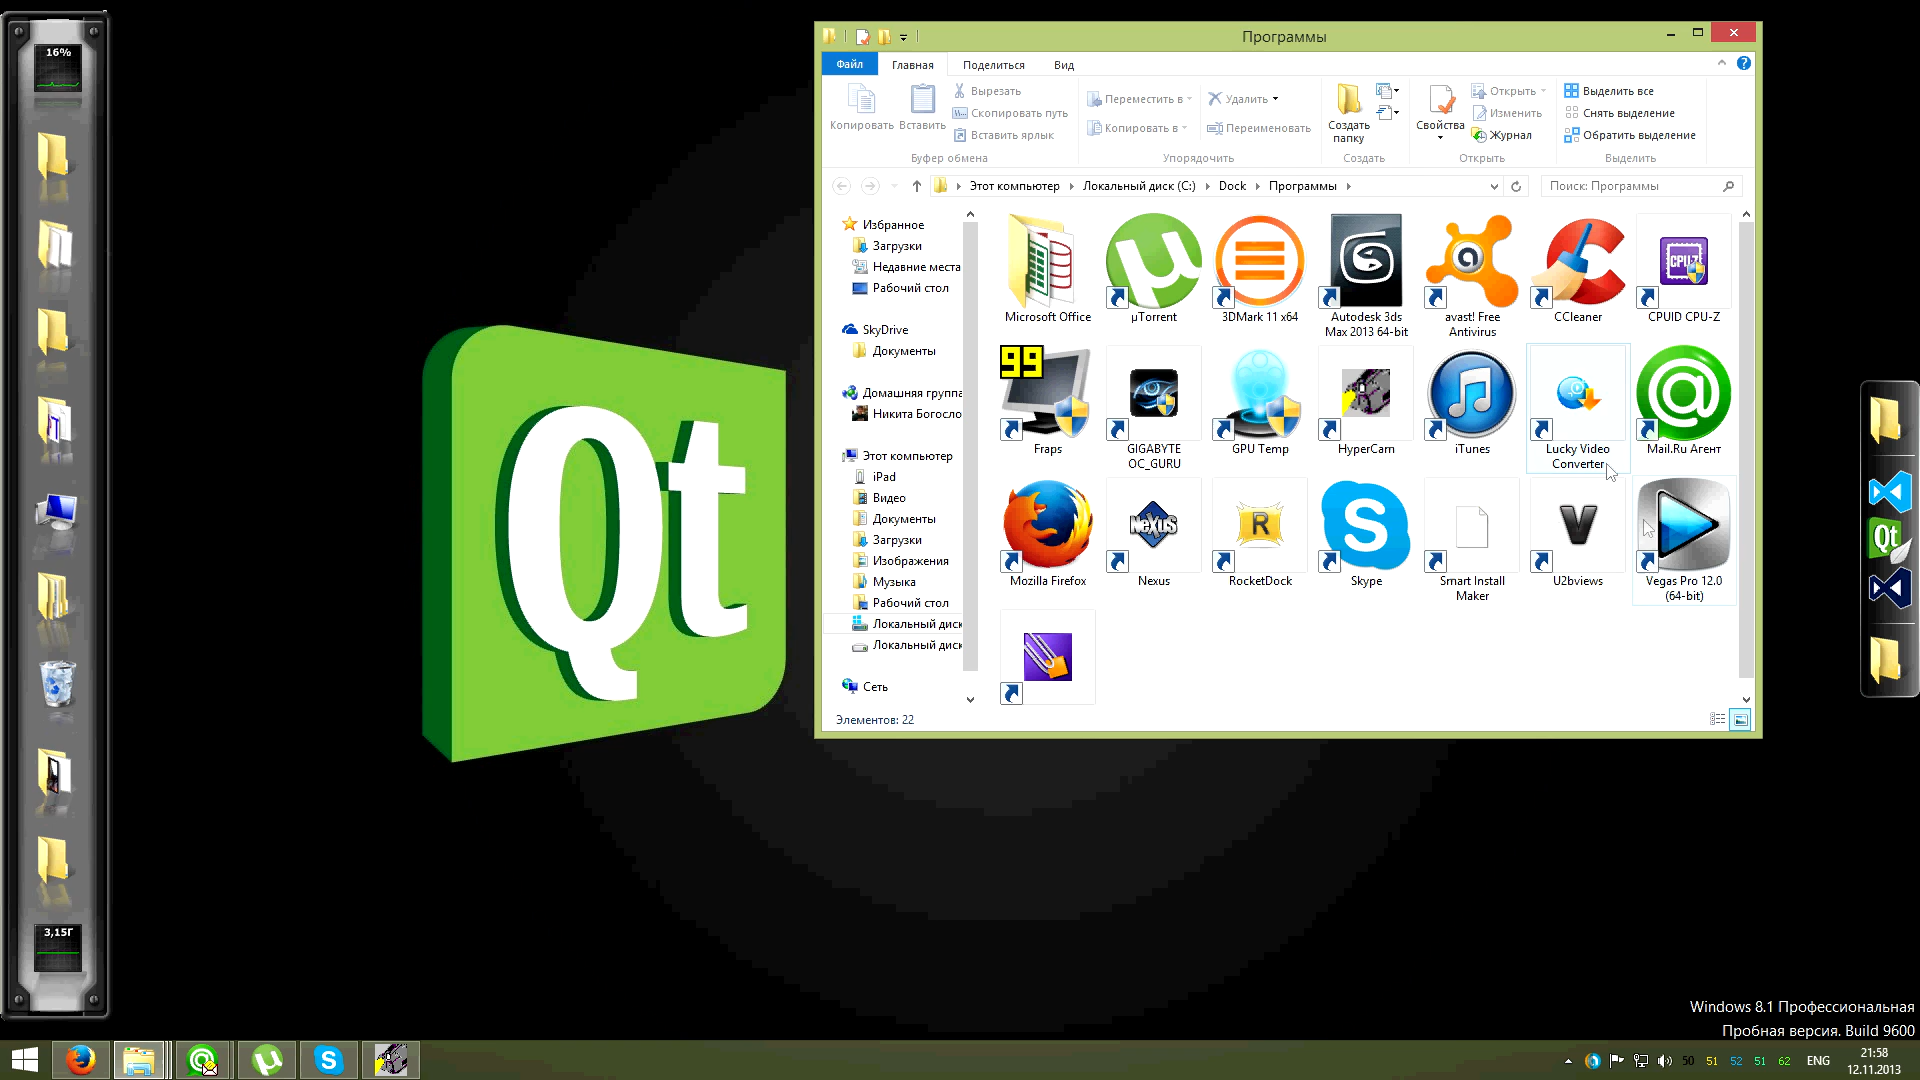 16%
3,15Г
Qt
Программы
Файл
Главная
Поделиться
Вид
Копировать
Вставить
Вырезать
Скопировать путь
Вставить ярлык
Буфер обмена
Переместить в
Копировать в
Удалить
Переименовать
Упорядочить
Создать
папку
Создать
Свойства
Открыть
Изменить
Журнал
Открыть
Выделить все
Снять выделение
Обратить выделение
Выделить
Этот компьютер
Локальный диск (C:)
Dock
Программы
Поиск: Программы
Избранное
Загрузки
Недавние места
Рабочий стол
SkyDrive
Документы
Домашняя группа
Никита Богосло
Этот компьютер
iPad
Видео
Документы
Загрузки
Изображения
Музыка
Рабочий стол
Локальный диск
Локальный диск
Сеть
Microsoft Office
µTorrent
3DMark 11 x64
Autodesk 3ds
Max 2013 64-bit
avast! Free
Antivirus
CCleaner
CPU-Z
CPUID CPU-Z
99
Fraps
GIGABYTE
OC_GURU
GPU Temp
HyperCam
iTunes
Lucky Video
Converter
Mail.Ru Агент
Mozilla Firefox
NeXuS
Nexus
R
RocketDock
Skype
Smart Install
Maker
V
U2bviews
Vegas Pro 12.0
(64-bit)
Элементов: 22
Qt
Windows 8.1 Профессиональная
Пробная версия. Build 9600
50 51 52 51 62
ENG
21:58
12.11.2013